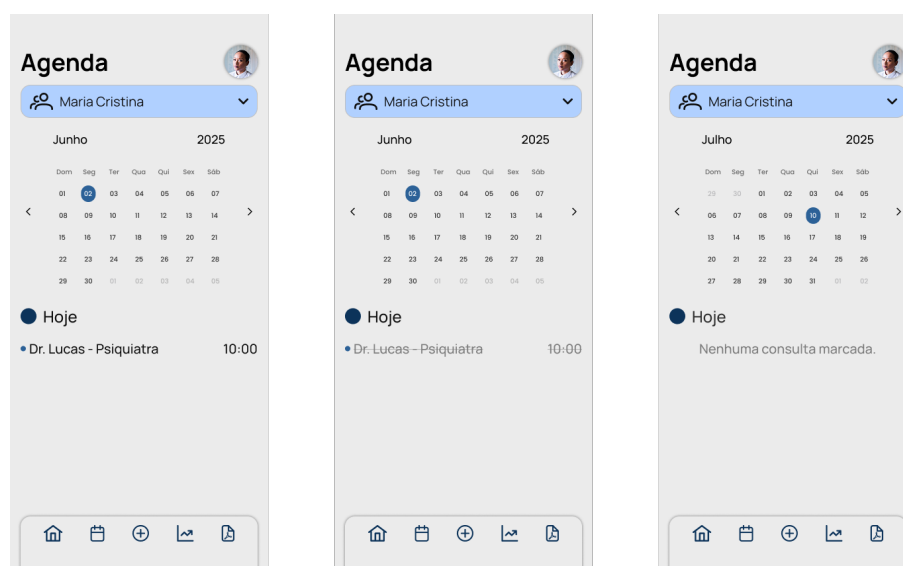 Agenda
Maria Cristina
Junho 2025
Dom Seg Ter Qua Qui Sex Sáb
01 02 03 04 05 06 07
08 09 10 11 12 13 14
15 16 17 18 19 20 21
22 23 24 25 26 27 28
29 30 01 02 03 04 05
Hoje
Dr. Lucas - Psiquiatra 10:00
Agenda
Maria Cristina
Junho 2025
Dom Seg Ter Qua Qui Sex Sáb
01 02 03 04 05 06 07
08 09 10 11 12 13 14
15 16 17 18 19 20 21
22 23 24 25 26 27 28
29 30 01 02 03 04 05
Hoje
Dr. Lucas - Psiquiatra 10:00
Agenda
Maria Cristina
Julho 2025
Dom Seg Ter Qua Qui Sex Sáb
29 30 01 02 03 04 05
06 07 08 09 10 11 12
13 14 15 16 17 18 19
20 21 22 23 24 25 26
27 28 29 30 31 01 02
Hoje
Nenhuma consulta marcada.